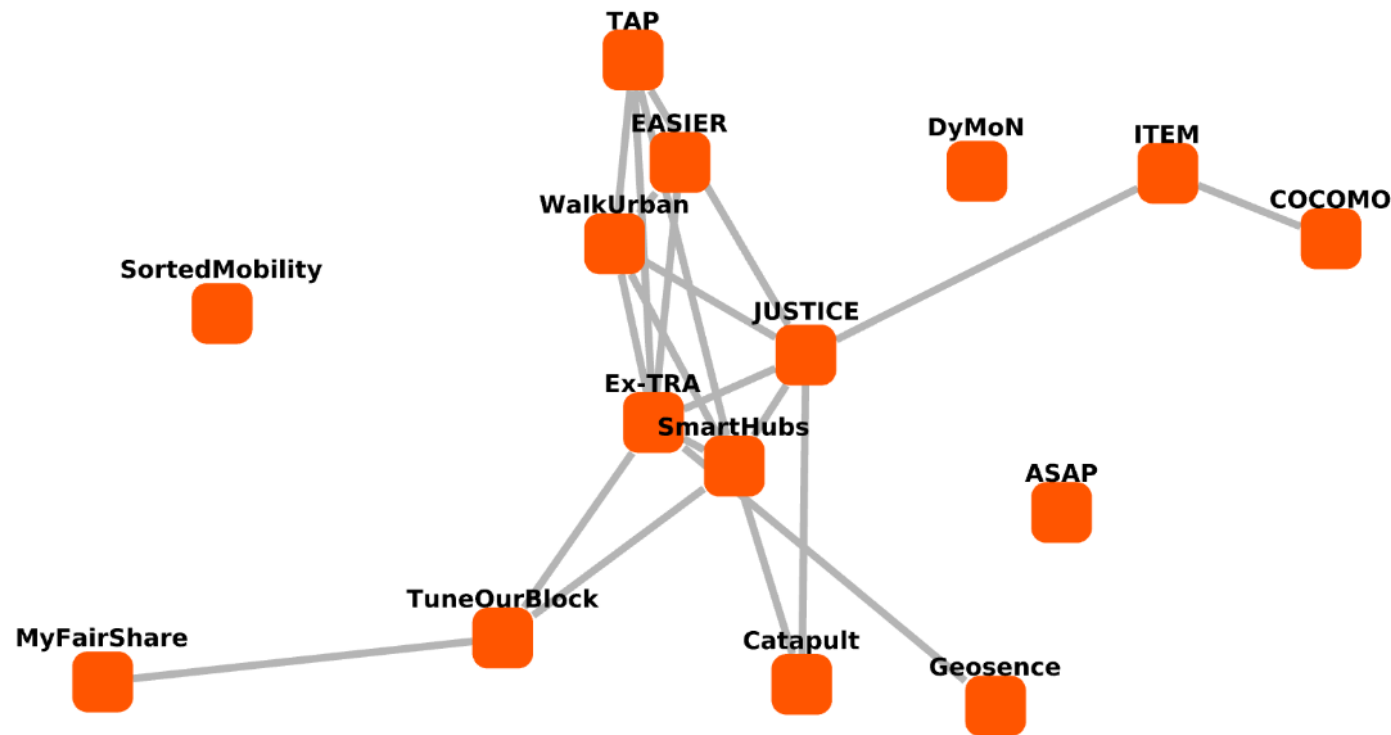 TAP
EASIER
DyMoN
ITEM
COCOMO
WalkUrban
SortedMobility
JUSTICE
Ex-TRA
SmartHubs
ASAP
TuneOurBlock
MyFairShare
Catapult
Geosence